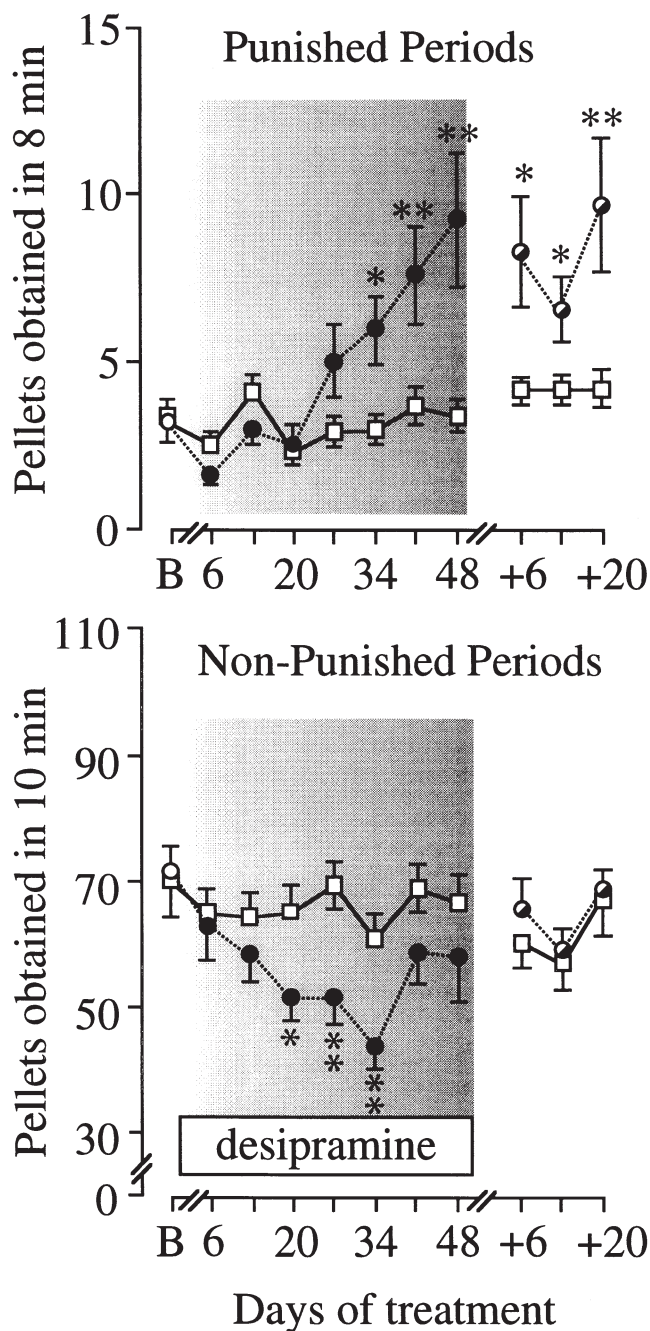 Punished Periods
Pellets obtained in 8 min
15
10
5
0
*
**
**
*
*
**
B 6 20 34 48 +6 +20
Non-Punished Periods
Pellets obtained in 10 min
110
90
70
50
30
0
*
**
**
desipramine
B 6 20 34 48 +6 +20
Days of treatment